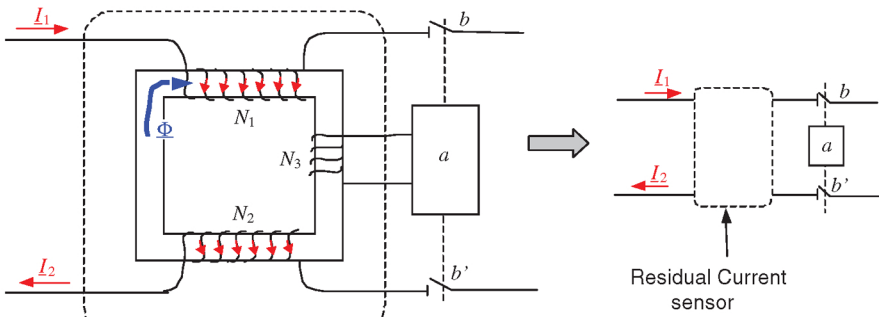 I1
b
N1
Φ
N3
a
N2
I2
b'
I1
b
a
I2
b'
Residual Current
sensor